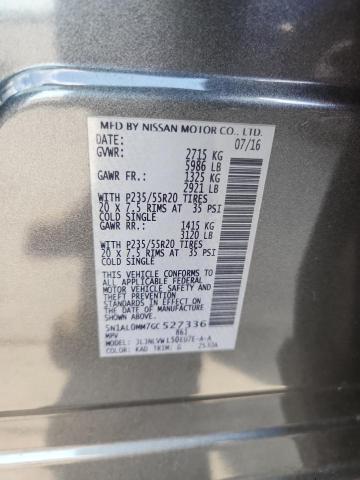 MFD BY NISSAN MOTOR CO., LTD.
DATE: 07/16
GVWR: 2715 KG
5986 LB
GAWR FR.: 1325 KG
2921 LB
WITH P235/55R20 TIRES
20 X 7.5 RIMS AT 35 PSI
COLD SINGLE
GAWR RR: 1415 KG
3120 LB
WITH P235/55R20 TIRES
20 X 7.5 RIMS AT 35 PSI
COLD SINGLE
THIS VEHICLE CONFORMS TO
ALL APPLICABLE FEDERAL
MOTOR VEHICLE SAFETY
STANDARDS IN EFFECT ON THE
DATE OF MANUFACTURE SHOWN
ABOVE.
5N1AL0MM7GC527336
MPV
MODEL:
COLOR: KAD TRIM: G